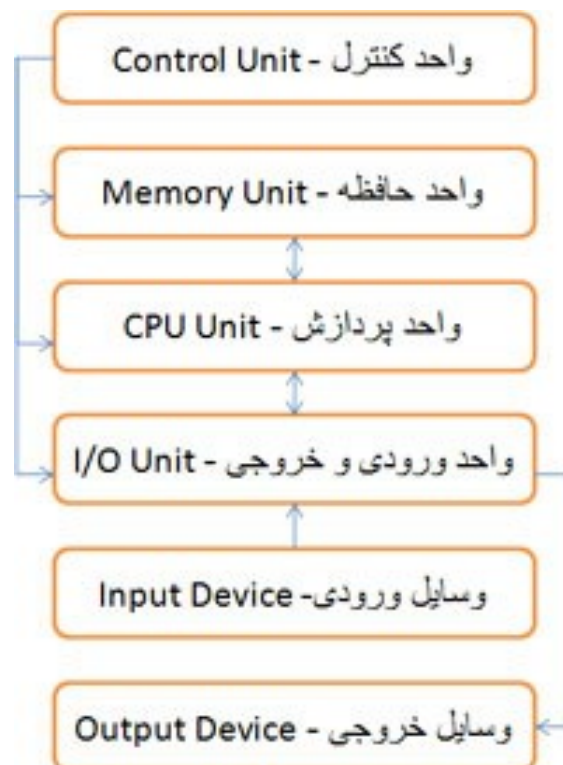 Control Unit - واحد کنترل
Memory Unit - واحد حافظه
CPU Unit - واحد پردازش
I/O Unit - واحد ورودی و خروجی
Input Device -وسایل ورودی
Output Device - وسایل خروجی